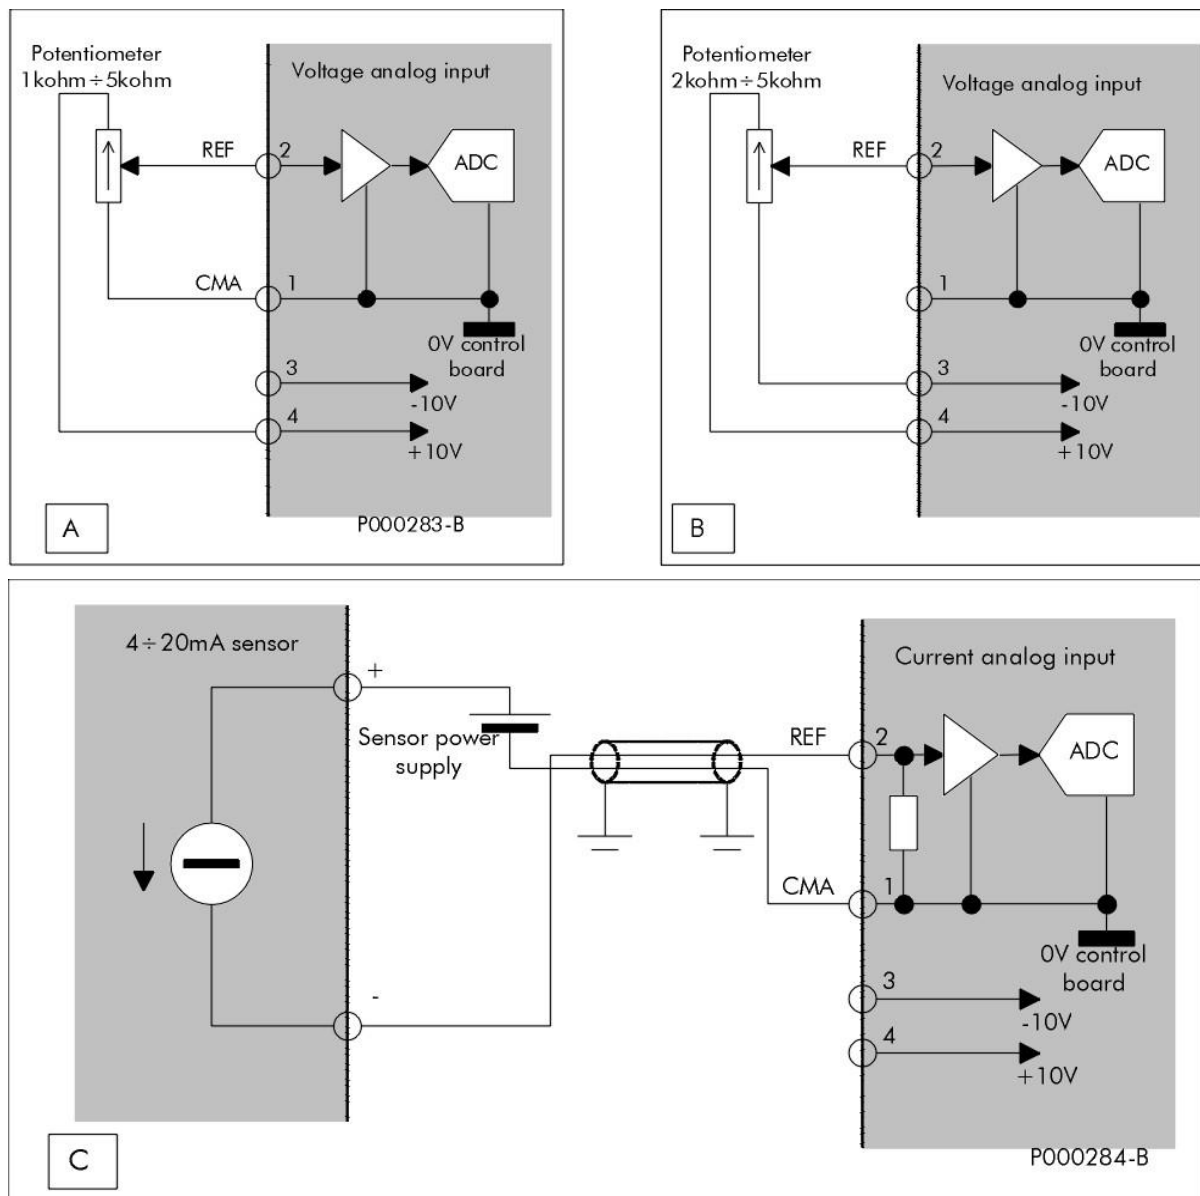 Potentiometer
1kohm÷5kohm
Voltage analog input
REF
2
ADC
CMA
1
0V control
board
3
-10V
4
+10V
A
P000283-B
Potentiometer
2kohm÷5kohm
Voltage analog input
REF
2
ADC
1
0V control
board
3
-10V
4
+10V
B
4÷20mA sensor
+
Sensor power
supply
-
Current analog input
REF
2
ADC
CMA
1
0V control
board
3
-10V
4
+10V
C
P000284-B